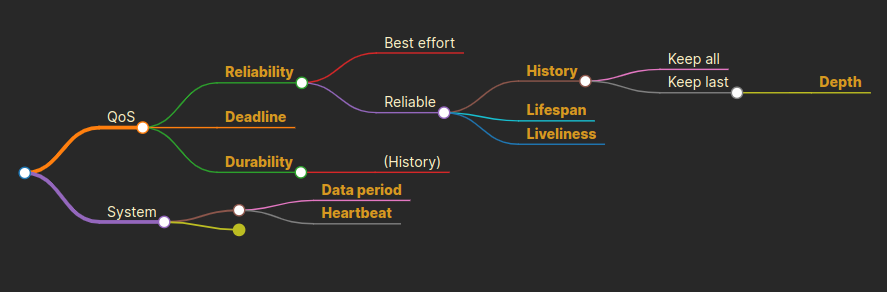 QoS
Reliability
Best effort
Reliable
History
Keep all
Keep last
Depth
Lifespan
Liveliness
Deadline
Durability
(History)
System
Data period
Heartbeat